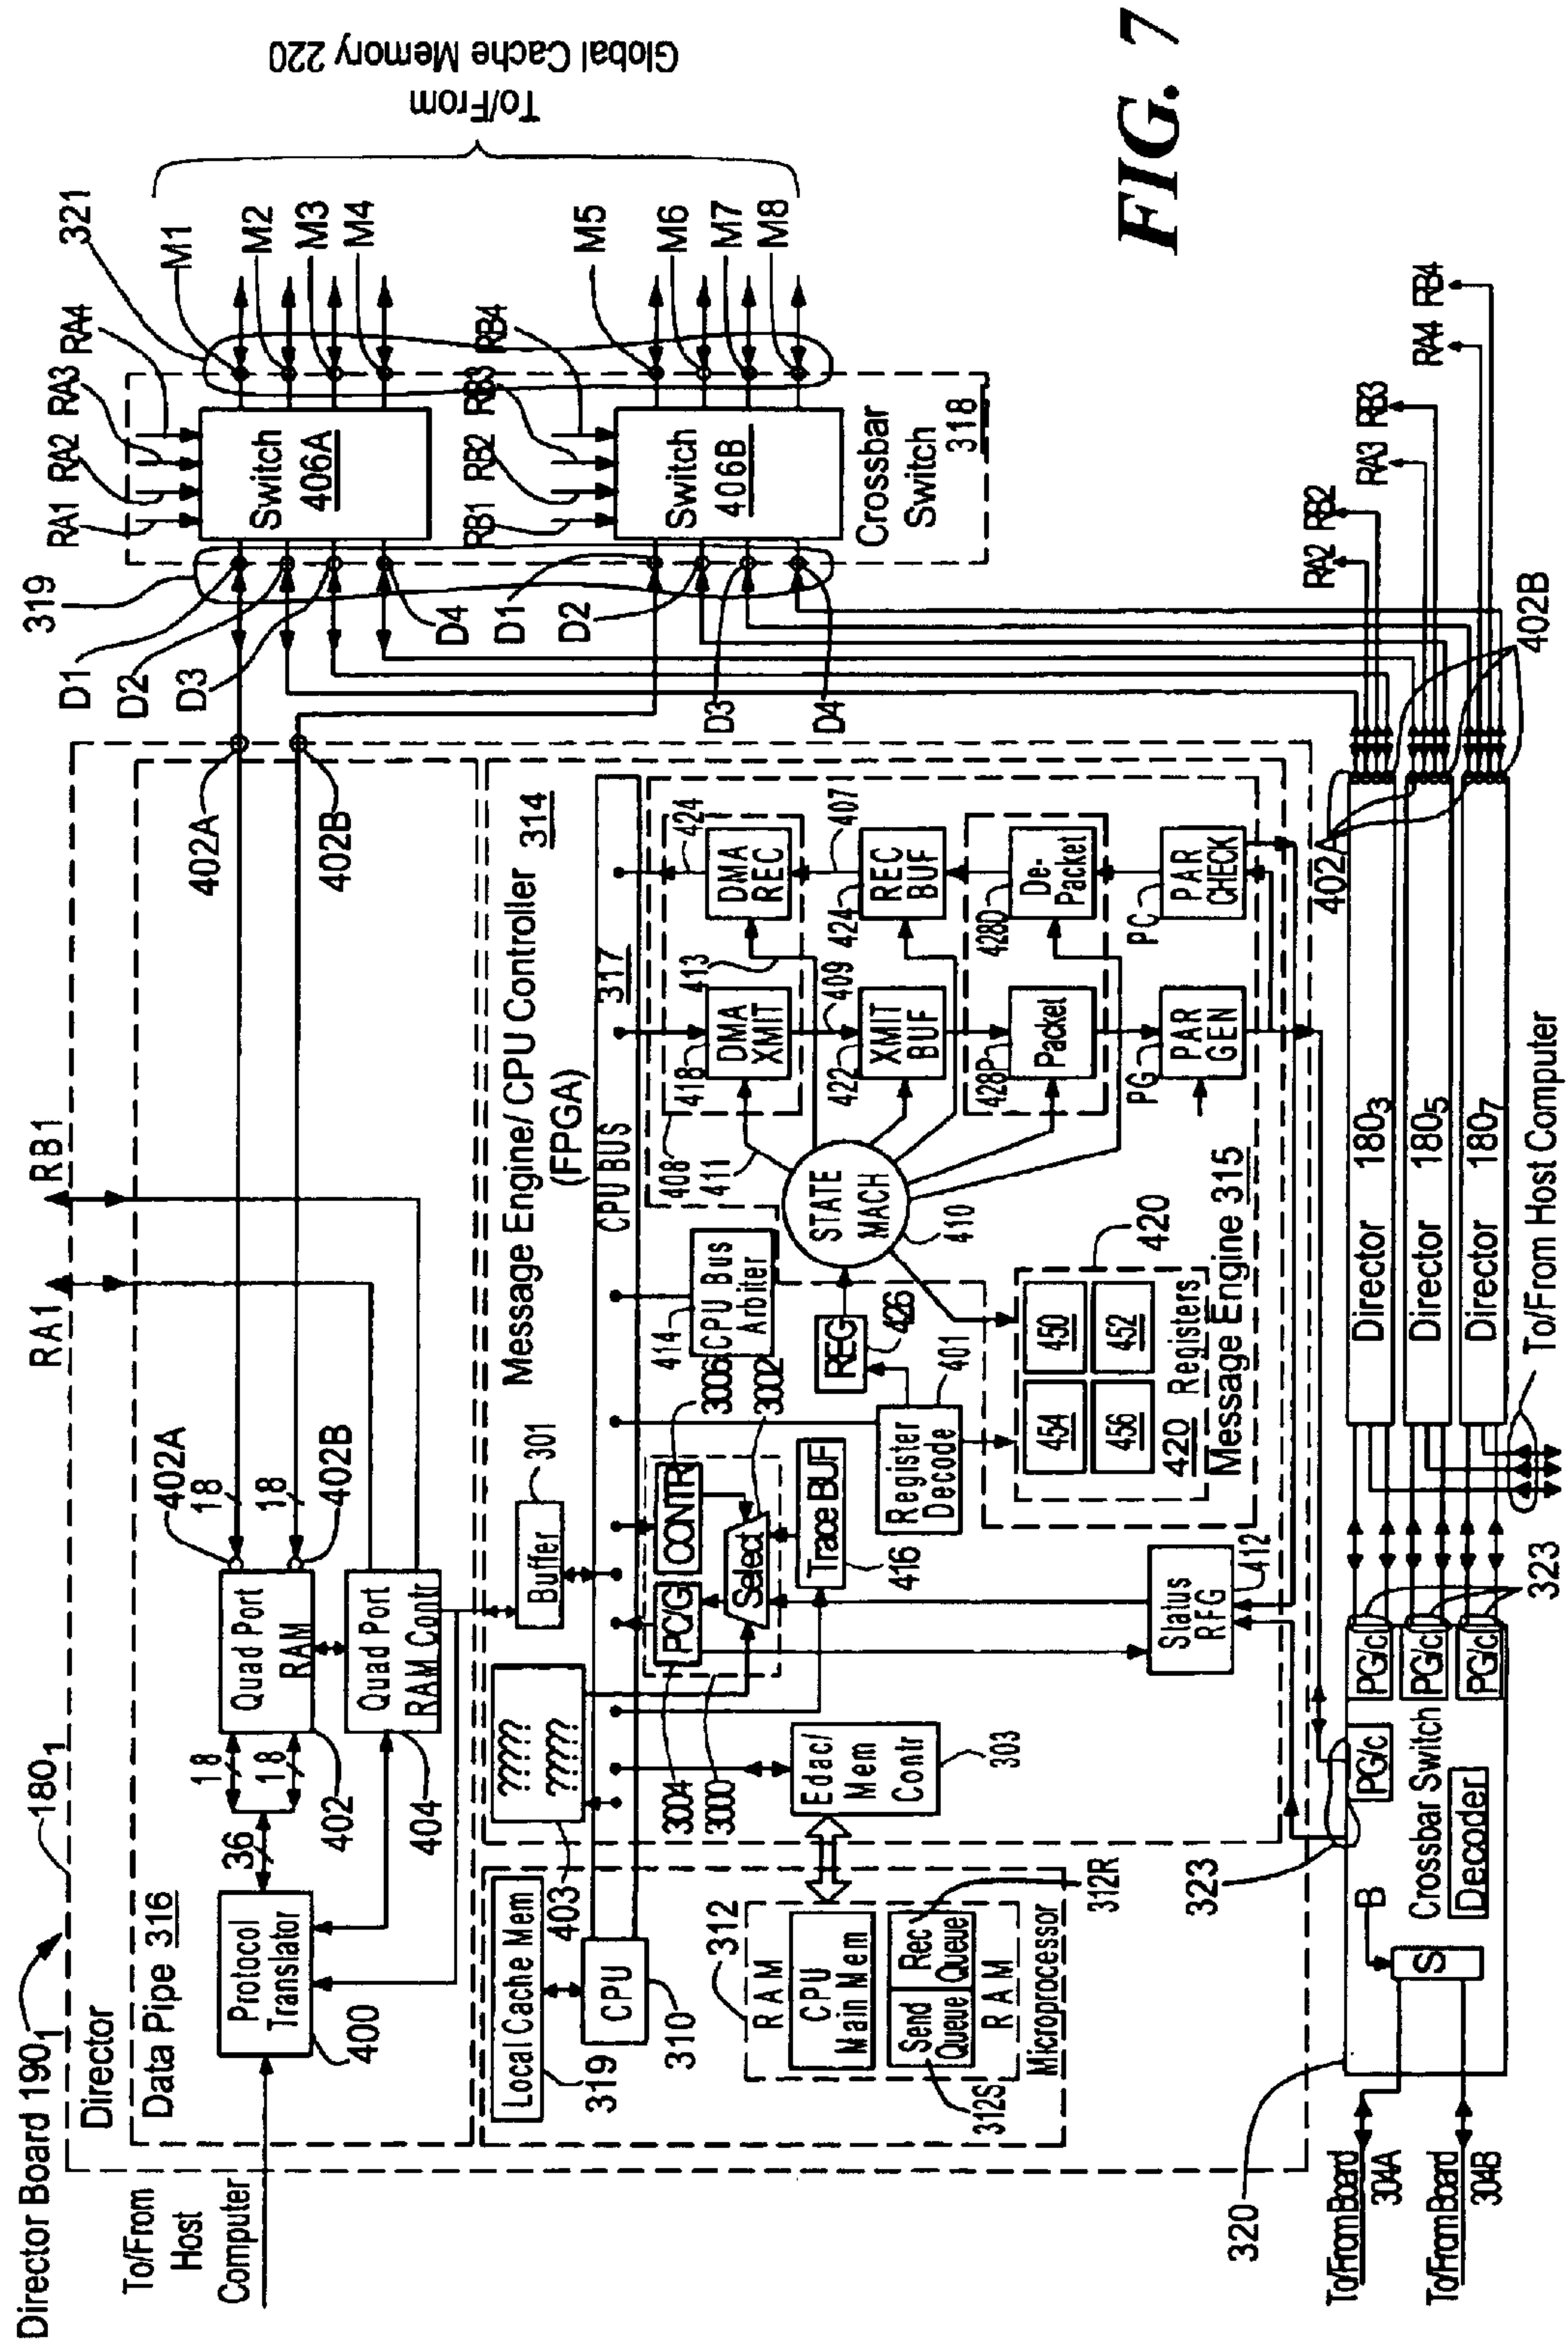 Director Board 190₁
180₁
RA1
RB1
Director
Data Pipe 316
To/From
Host
Computer
Protocol
Translator
400
36
18
18
Quad Port
RAM
402
Quad Port
RAM Contr
404
402A
18
18
402B
402A
402B
319
D1
D2
D3
D4
D1
D2
D3
D4
RA1
RA2
RA3
RA4
Switch
406A
RB1
RB2
RB3
RB4
Switch
406B
Crossbar
Switch
318
321
M1
M2
M3
M4
M5
M6
M7
M8
To/From
Global Cache Memory 220
Message Engine/ CPU Controller
(FPGA)
314
Local Cache Mem
319
CPU
310
?????
?????
403
Buffer
301
CPU BUS
317
312
RAM
CPU
Main Mem
Send
Queue
Rec
Queue
RAM
312S
312R
Microprocessor
Edac/
Mem
Contr
303
3004
3000
PC/G
CONTR
Select
3006
3002
Trace BUF
416
414
CPU Bus
Arbiter
Register
Decode
401
REG
426
STATE
MACH
410
408
411
413
418
DMA
XMIT
DMA
REC
424
409
407
422
XMIT
BUF
424
REC
BUF
428P
Packet
428D
De-
Packet
PG
PAR
GEN
PC
PAR
CHECK
454
450
456
452
420 Registers
420
Message Engine 315
Status
RFG
412
320
323
B
S
Crossbar Switch
Decoder
PG/c
PG/c
PG/c
PG/c
323
To/From Board
304A
To/From Board
304B
Director 180₃
Director 180₅
Director 180₇
To/From Host Computer
402A
402B
RA2
RB2
RA3
RB3
RA4
RB4
FIG. 7